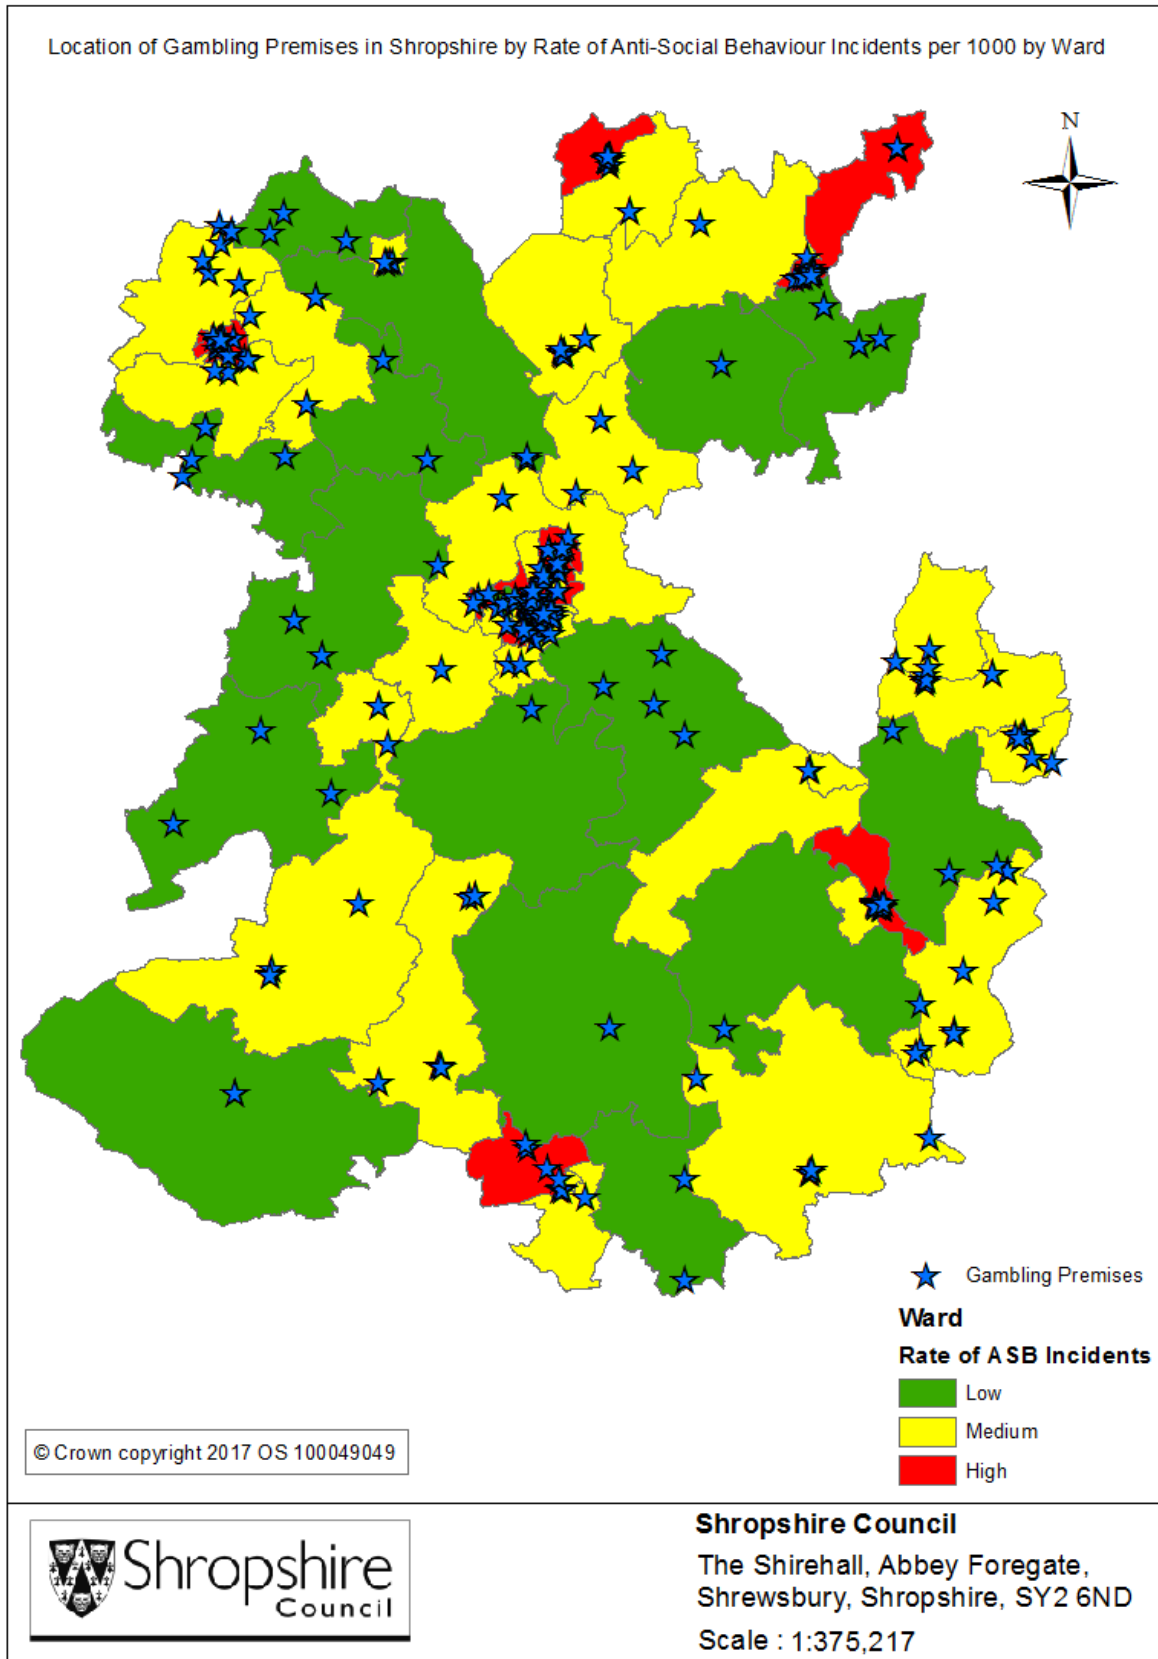 Location of Gambling Premises in Shropshire by Rate of Anti-Social Behaviour Incidents per 1000 by Ward
N
Gambling Premises
Ward
Rate of ASB Incidents
Low
Medium
High
© Crown copyright 2017 OS 100049049
Shropshire
Council
Shropshire Council
The Shirehall, Abbey Foregate,
Shrewsbury, Shropshire, SY2 6ND
Scale : 1:375,217